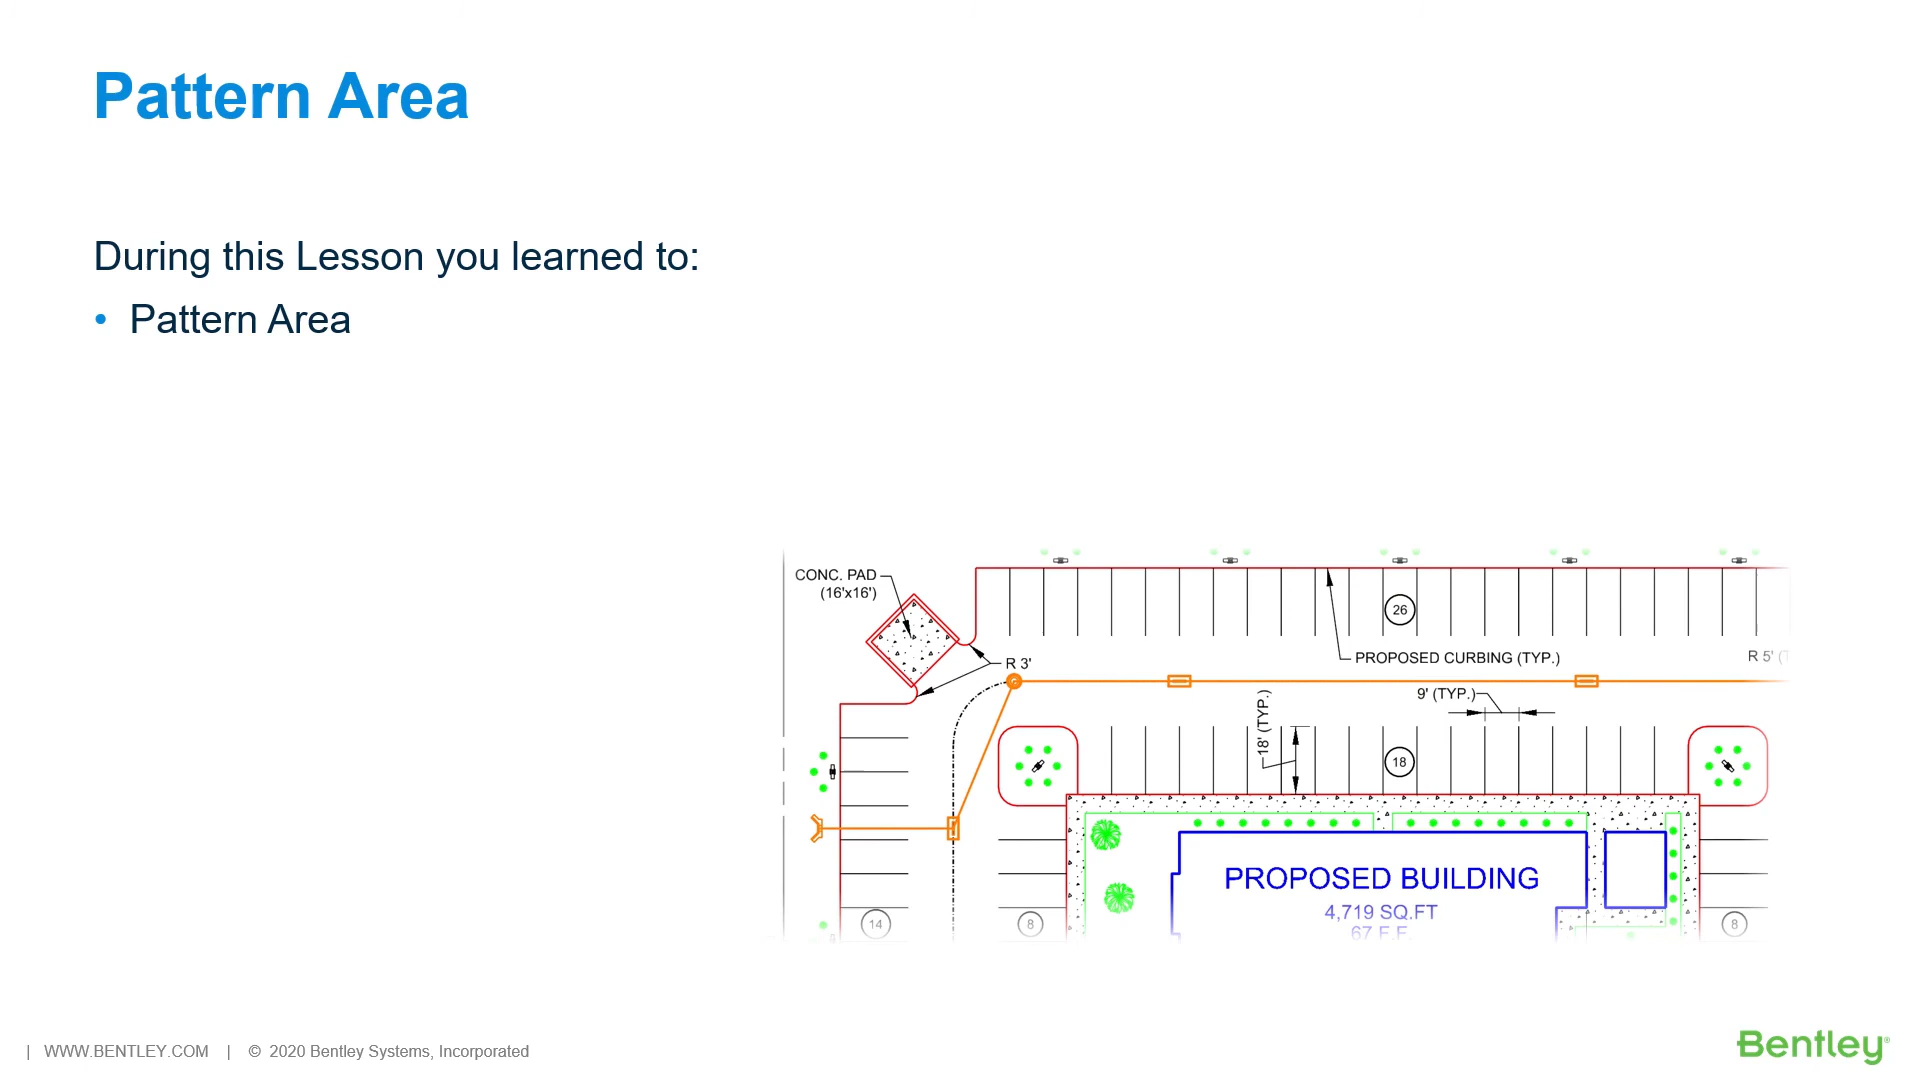 Pattern Area
During this Lesson you learned to:
• Pattern Area
CONC. PAD
(16'x16')
R 3'
26
PROPOSED CURBING (TYP.)
R 5' (
9' (TYP.)
18' (TYP.)
18
PROPOSED BUILDING
4,719 SQ.FT
67 F.F.
14
8
8
| WWW.BENTLEY.COM | © 2020 Bentley Systems, Incorporated
Bentley®